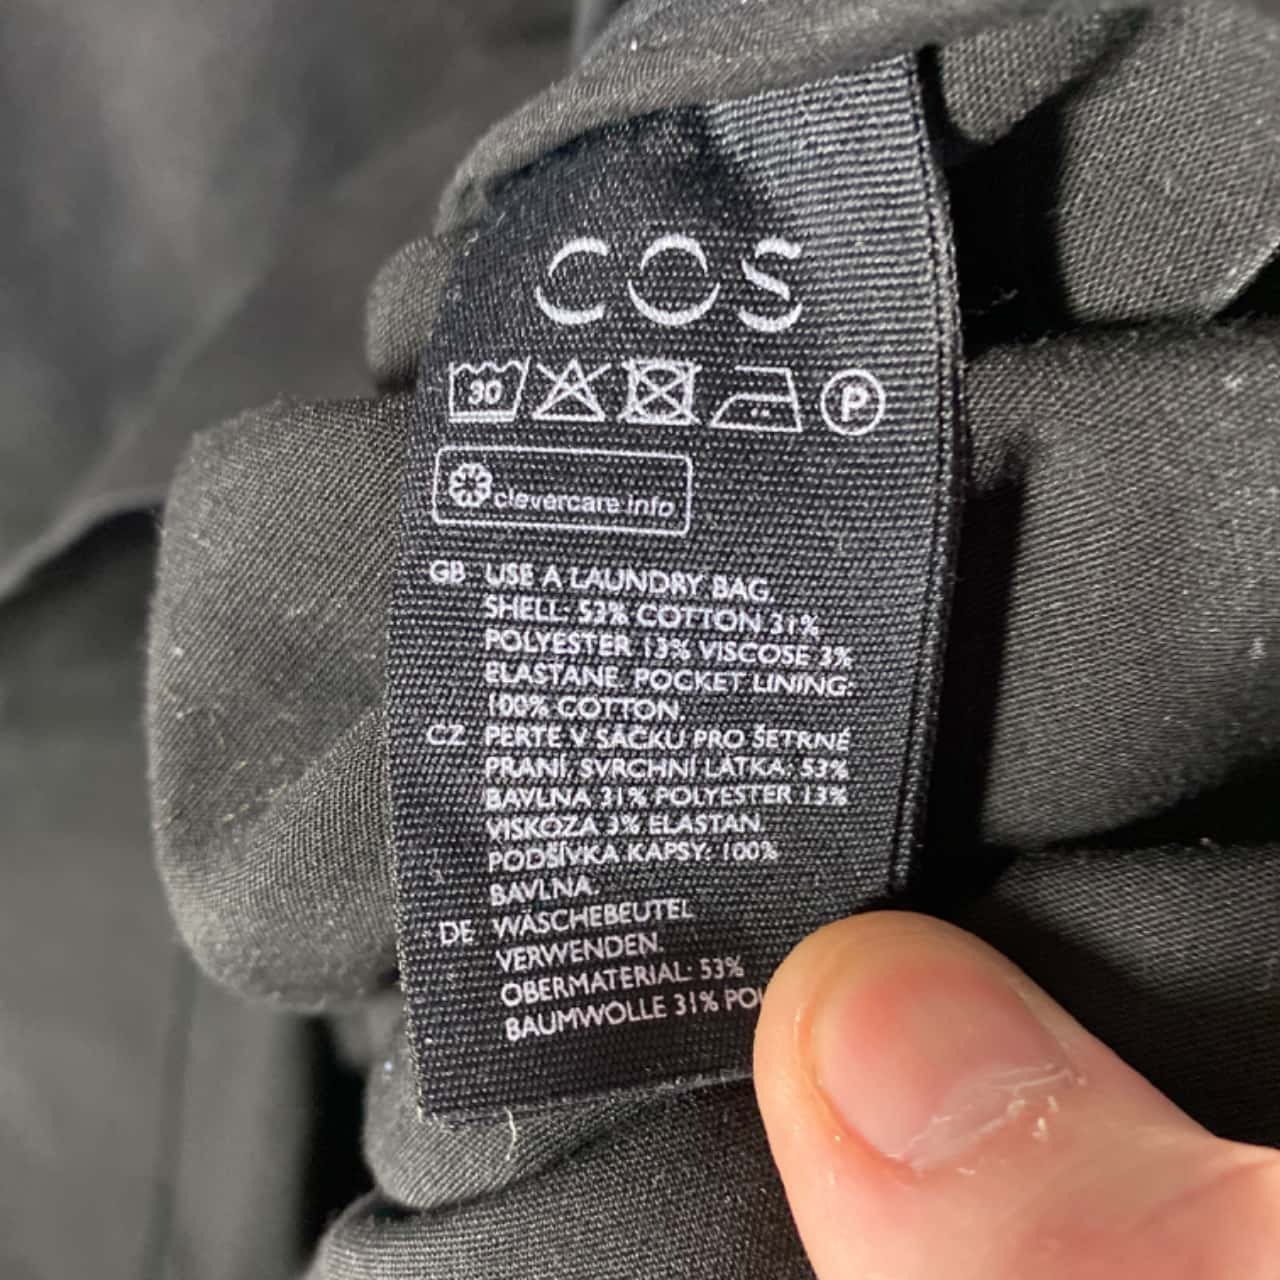 COS
30 P
clevercare.info
GB USE A LAUNDRY BAG.
SHELL: 53% COTTON 31%
POLYESTER 13% VISCOSE 3%
ELASTANE. POCKET LINING:
100% COTTON.
CZ PERTE V SÁČKU PRO ŠETRNÉ
PRANÍ. SVRCHNÍ LÁTKA: 53%
BAVLNA 31% POLYESTER 13%
VISKÓZA 3% ELASTAN.
PODŠÍVKA KAPSY: 100%
BAVLNA.
DE WÄSCHEBEUTEL
VERWENDEN.
OBERMATERIAL: 53%
BAUMWOLLE 31%